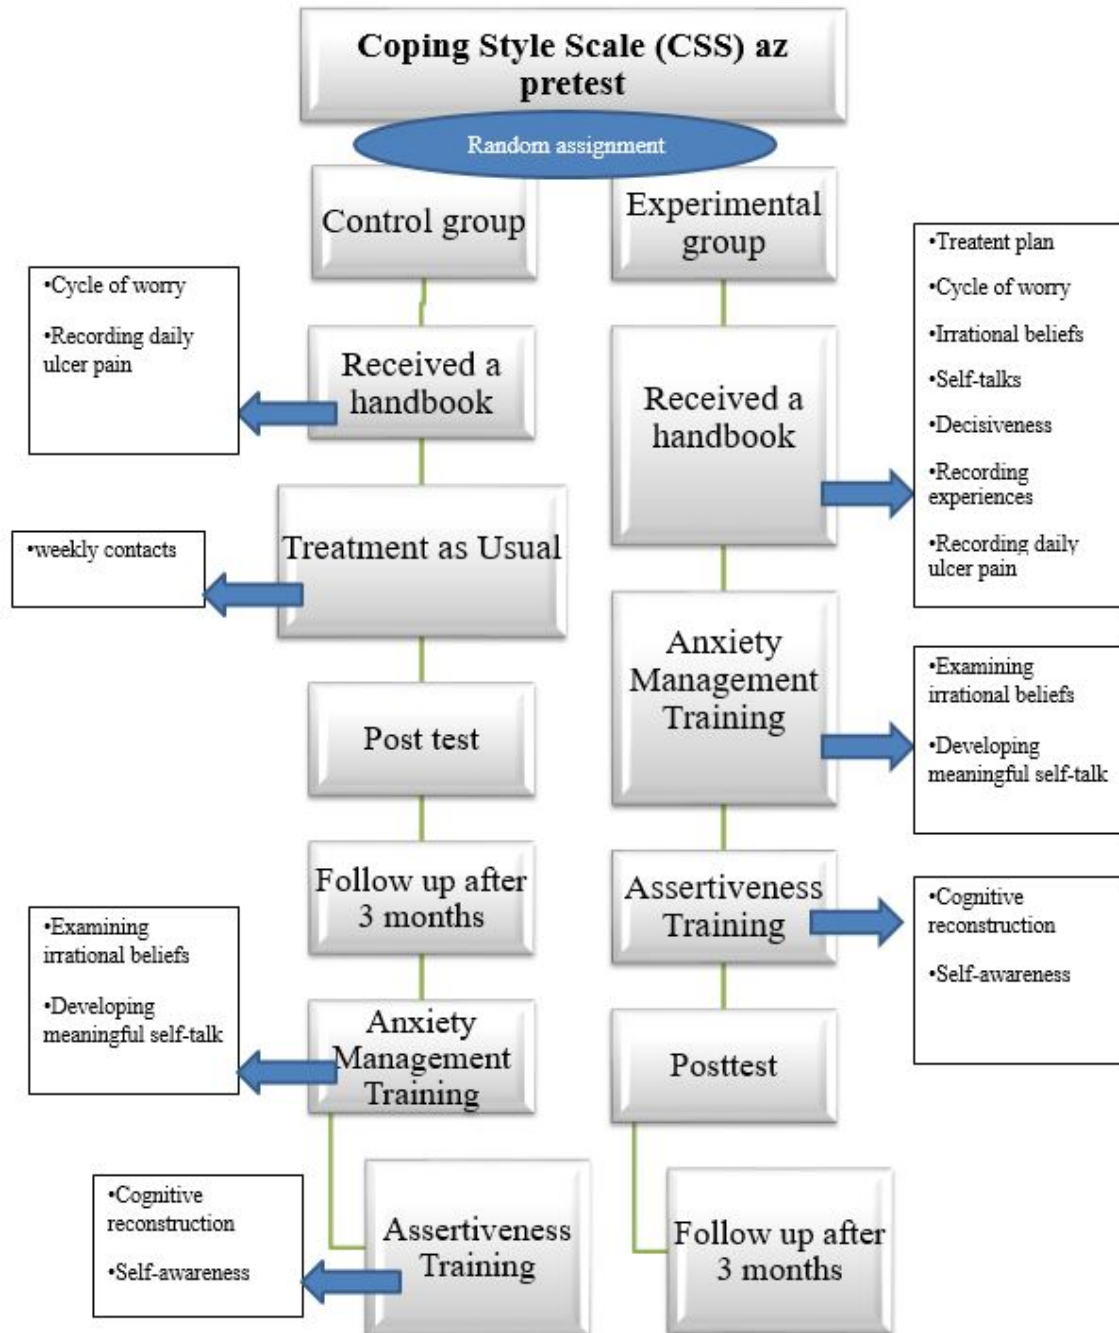 Coping Style Scale (CSS) az
pretest
Random assignment
Control group
•Cycle of worry
•Recording daily
ulcer pain
Received a
handbook
•weekly contacts
Treatment as Usual
Post test
Follow up after
3 months
•Examining
irrational beliefs
•Developing
meaningful self-talk
Anxiety
Management
Training
•Cognitive
reconstruction
•Self-awareness
Assertiveness
Training
Experimental
group
Received a
handbook
•Treatent plan
•Cycle of worry
•Irrational beliefs
•Self-talks
•Decisiveness
•Recording
experiences
•Recording daily
ulcer pain
Anxiety
Management
Training
•Examining
irrational beliefs
•Developing
meaningful self-talk
Assertiveness
Training
•Cognitive
reconstruction
•Self-awareness
Posttest
Follow up after
3 months